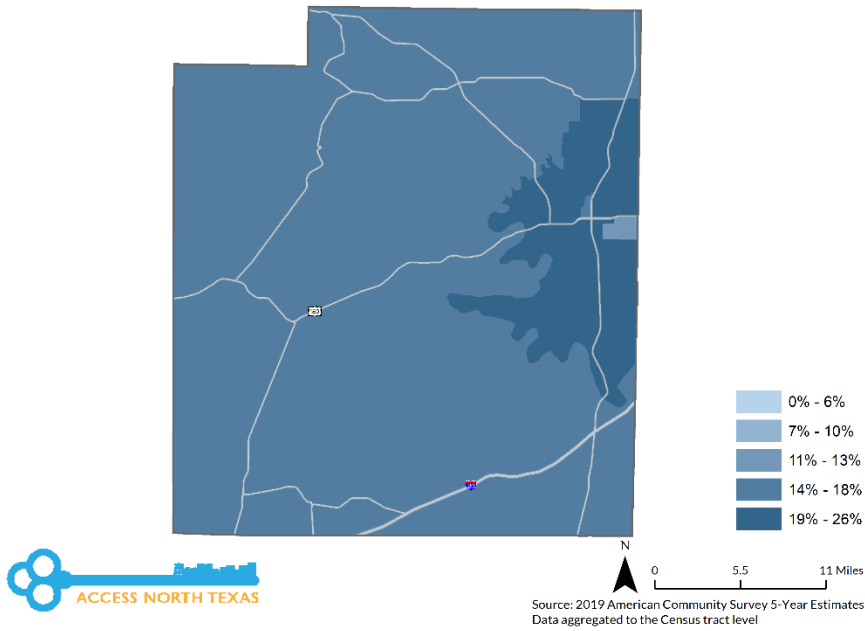 180
0% - 6%
7% - 10%
11% - 13%
14% - 18%
19% - 26%
N
0 5.5 11 Miles
ACCESS NORTH TEXAS
Source: 2019 American Community Survey 5-Year Estimates
Data aggregated to the Census tract level